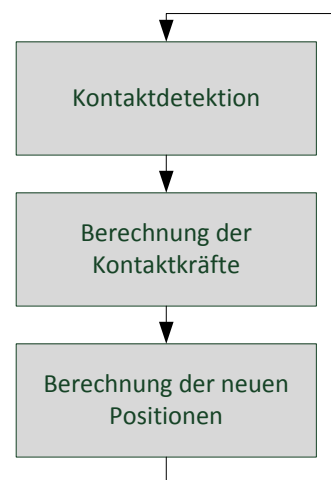 Kontaktdetektion
Berechnung der
Kontaktkräfte
Berechnung der neuen
Positionen